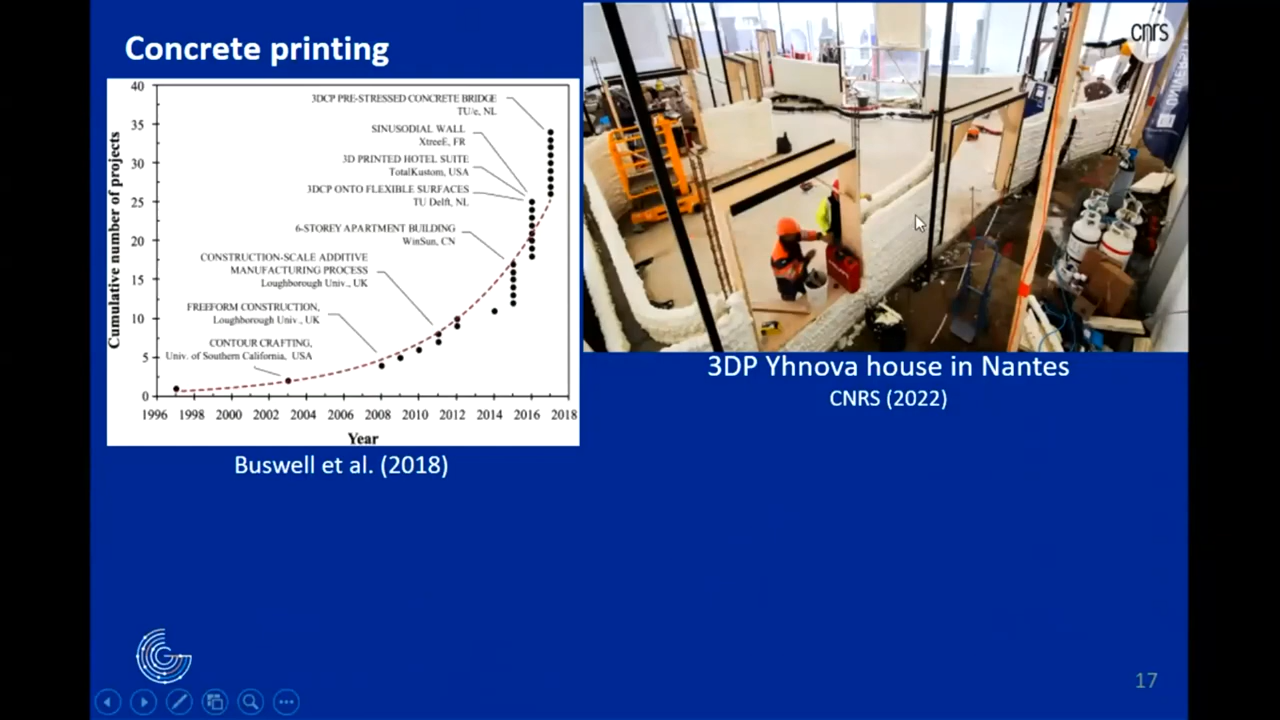 Concrete printing
40
35
30
25
20
15
10
5
0
Cumulative number of projects
3DCP PRE-STRESSED CONCRETE BRIDGE
TU/e, NL
SINUSODIAL WALL
XtreeE, FR
3D PRINTED HOTEL SUITE
TotalKustom, USA
3DCP ONTO FLEXIBLE SURFACES
TU Delft, NL
6-STOREY APARTMENT BUILDING
WinSun, CN
CONSTRUCTION-SCALE ADDITIVE
MANUFACTURING PROCESS
Loughborough Univ., UK
FREEFORM CONSTRUCTION,
Loughborough Univ., UK
CONTOUR CRAFTING,
Univ. of Southern California, USA
1996 1998 2000 2002 2004 2006 2008 2010 2012 2014 2016 2018
Year
Buswell et al. (2018)
cnrs
3DP Yhnova house in Nantes
CNRS (2022)
17